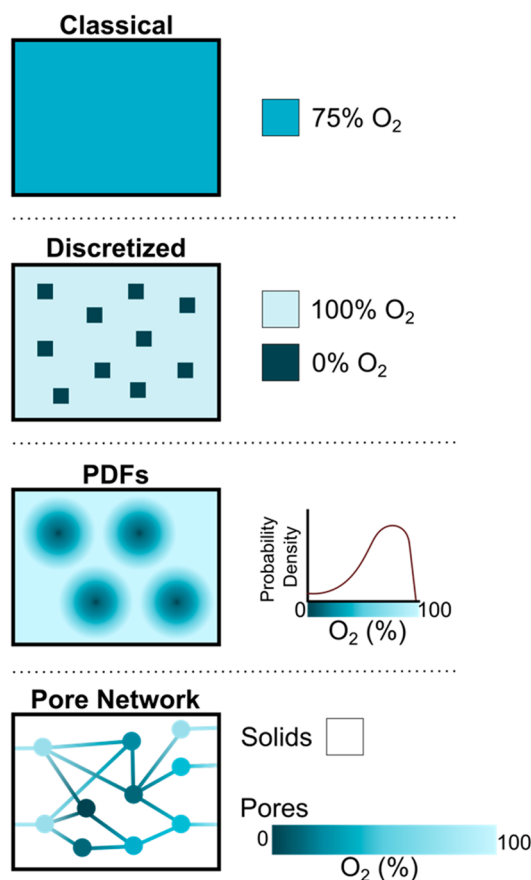 Classical
75% O₂
Discretized
100% O₂
0% O₂
PDFs
Probability
Density
0
100
O₂ (%)
Pore Network
Solids
Pores
0
100
O₂ (%)